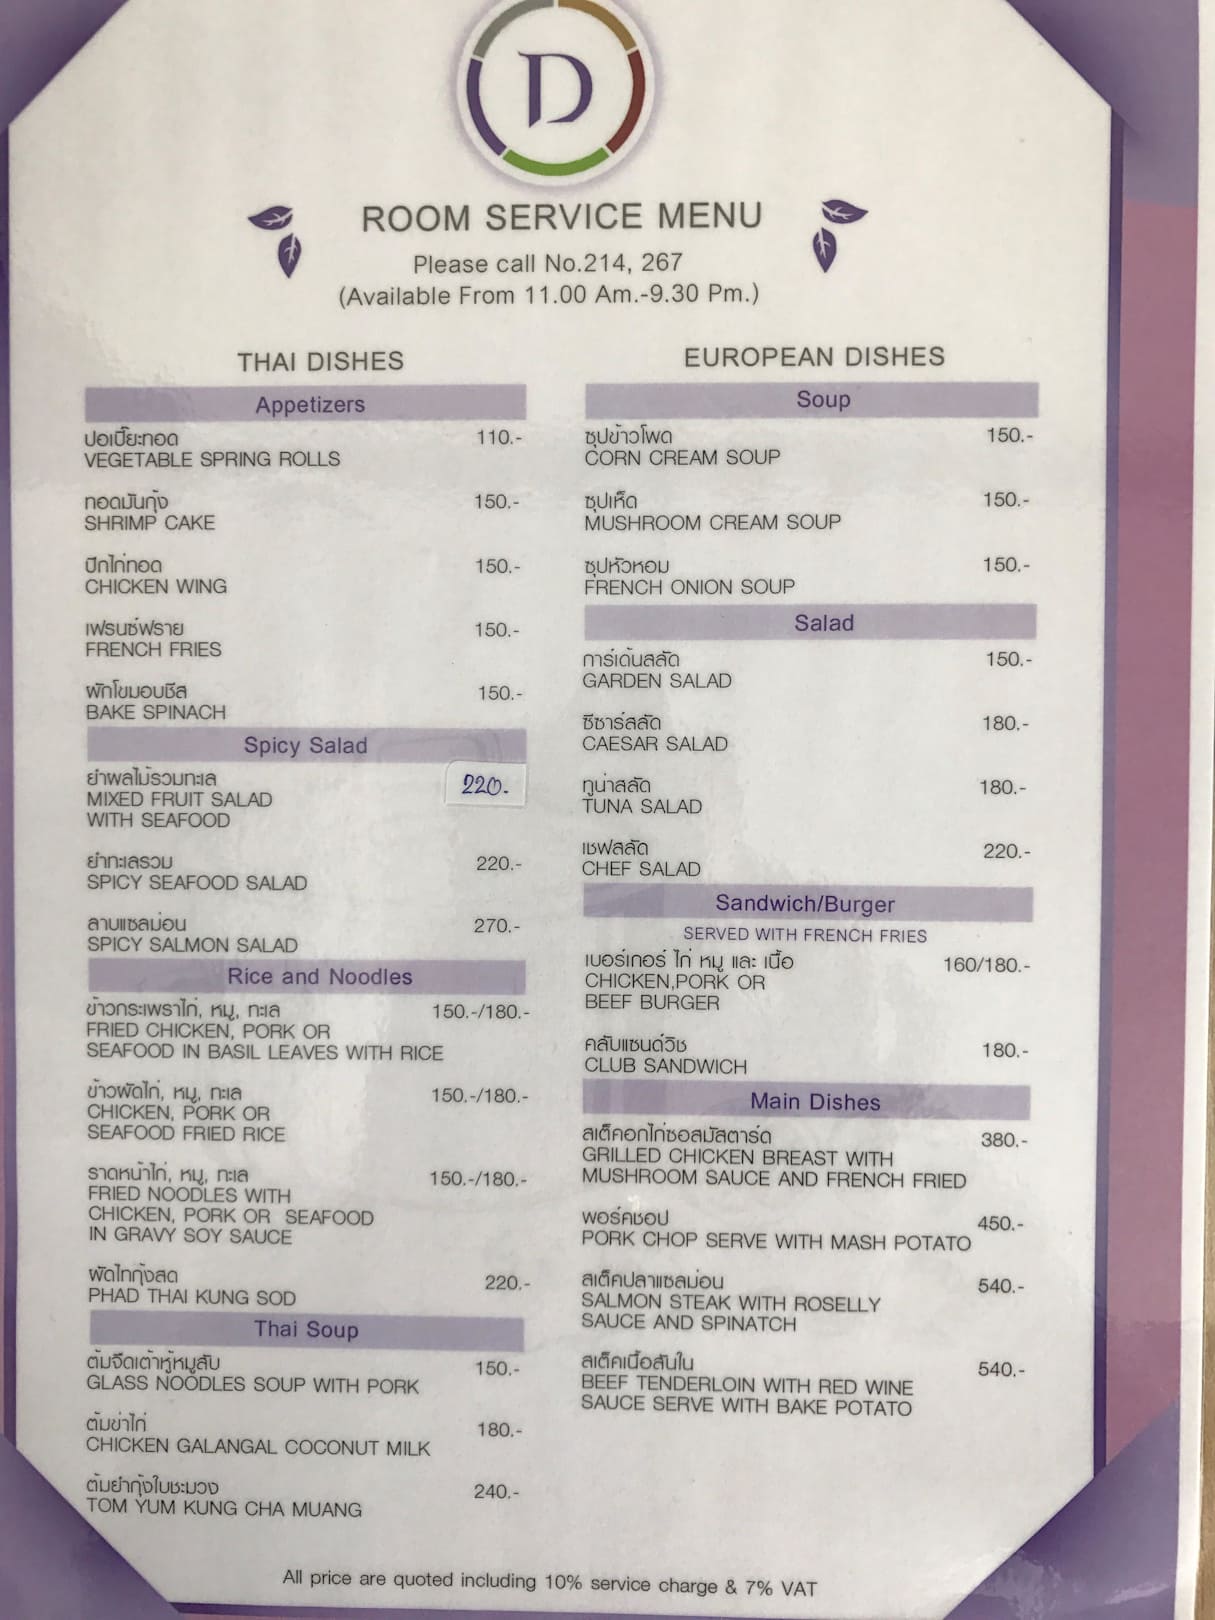 D
ROOM SERVICE MENU
Please call No.214, 267
(Available From 11.00 Am.-9.30 Pm.)
THAI DISHES
Appetizers
ปอเปี๊ยะทอด 110.-
VEGETABLE SPRING ROLLS
ทอดมันกุ้ง 150.-
SHRIMP CAKE
ปีกไก่ทอด 150.-
CHICKEN WING
เฟรนซ์ฟราย 150.-
FRENCH FRIES
ผักโขมอบชีส 150.-
BAKE SPINACH
Spicy Salad
ยำผลไม้รวมทะเล 220.-
MIXED FRUIT SALAD
WITH SEAFOOD
ยำทะเลรวม 220.-
SPICY SEAFOOD SALAD
ลาบแซลม่อน 270.-
SPICY SALMON SALAD
Rice and Noodles
ข้าวกระเพราไก่, หมู, ทะเล 150.-/180.-
FRIED CHICKEN, PORK OR
SEAFOOD IN BASIL LEAVES WITH RICE
ข้าวผัดไก่, หมู, ทะเล 150.-/180.-
CHICKEN, PORK OR
SEAFOOD FRIED RICE
ราดหน้าไก่, หมู, ทะเล 150.-/180.-
FRIED NOODLES WITH
CHICKEN, PORK OR SEAFOOD
IN GRAVY SOY SAUCE
ผัดไทกุ้งสด 220.-
PHAD THAI KUNG SOD
Thai Soup
ต้มจืดเต้าหู้หมูสับ 150.-
GLASS NOODLES SOUP WITH PORK
ต้มข่าไก่ 180.-
CHICKEN GALANGAL COCONUT MILK
ต้มยำกุ้งใบชะมวง 240.-
TOM YUM KUNG CHA MUANG
EUROPEAN DISHES
Soup
ซุปข้าวโพด 150.-
CORN CREAM SOUP
ซุปเห็ด 150.-
MUSHROOM CREAM SOUP
ซุปหัวหอม 150.-
FRENCH ONION SOUP
Salad
การ์เด้นสลัด 150.-
GARDEN SALAD
ซีซาร์สลัด 180.-
CAESAR SALAD
ทูน่าสลัด 180.-
TUNA SALAD
เชฟสลัด 220.-
CHEF SALAD
Sandwich/Burger
SERVED WITH FRENCH FRIES
เบอร์เกอร์ ไก่ หมู และ เนื้อ 160/180.-
CHICKEN,PORK OR
BEEF BURGER
คลับแซนด์วิช 180.-
CLUB SANDWICH
Main Dishes
สเต็คอกไก่ซอสมัสตาร์ด 380.-
GRILLED CHICKEN BREAST WITH
MUSHROOM SAUCE AND FRENCH FRIED
พอร์คชอป 450.-
PORK CHOP SERVE WITH MASH POTATO
สเต็คปลาแซลม่อน 540.-
SALMON STEAK WITH ROSELLY
SAUCE AND SPINATCH
สเต็คเนื้อสันใน 540.-
BEEF TENDERLOIN WITH RED WINE
SAUCE SERVE WITH BAKE POTATO
All price are quoted including 10% service charge & 7% VAT